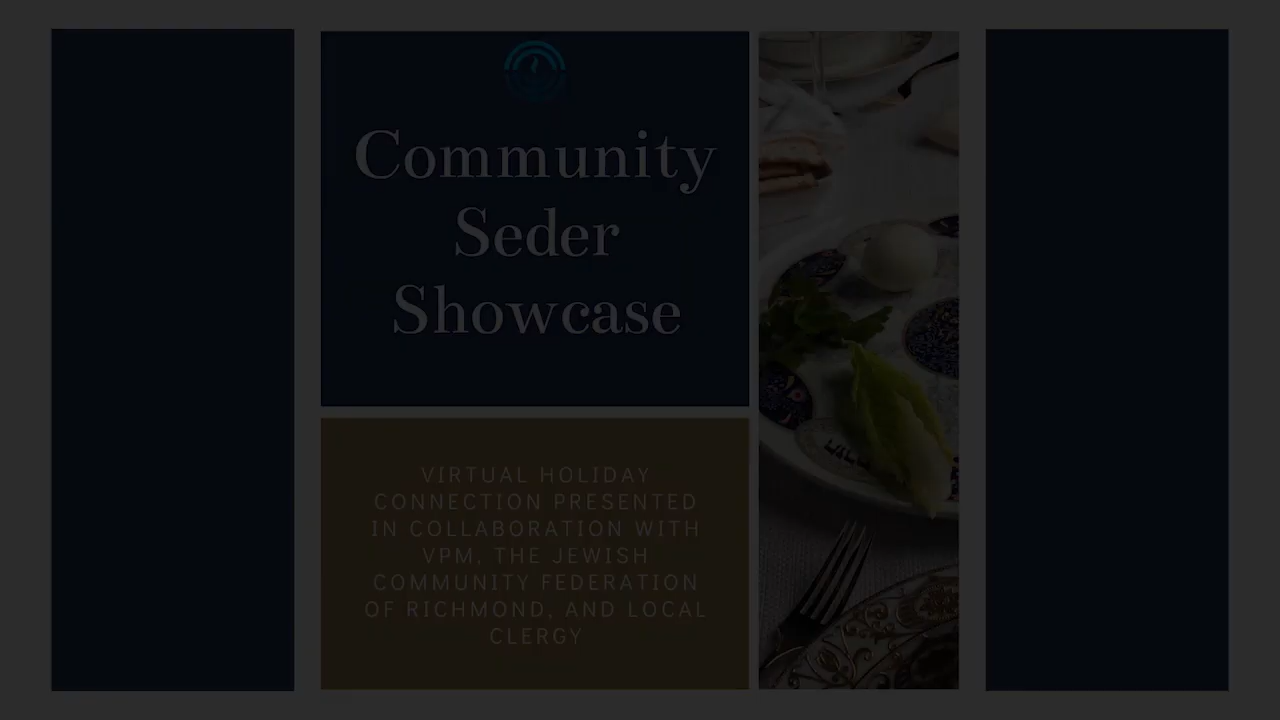 Community
Seder
Showcase
VIRTUAL HOLIDAY
CONNECTION PRESENTED
IN COLLABORATION WITH
VPM, THE JEWISH
COMMUNITY FEDERATION
OF RICHMOND, AND LOCAL
CLERGY